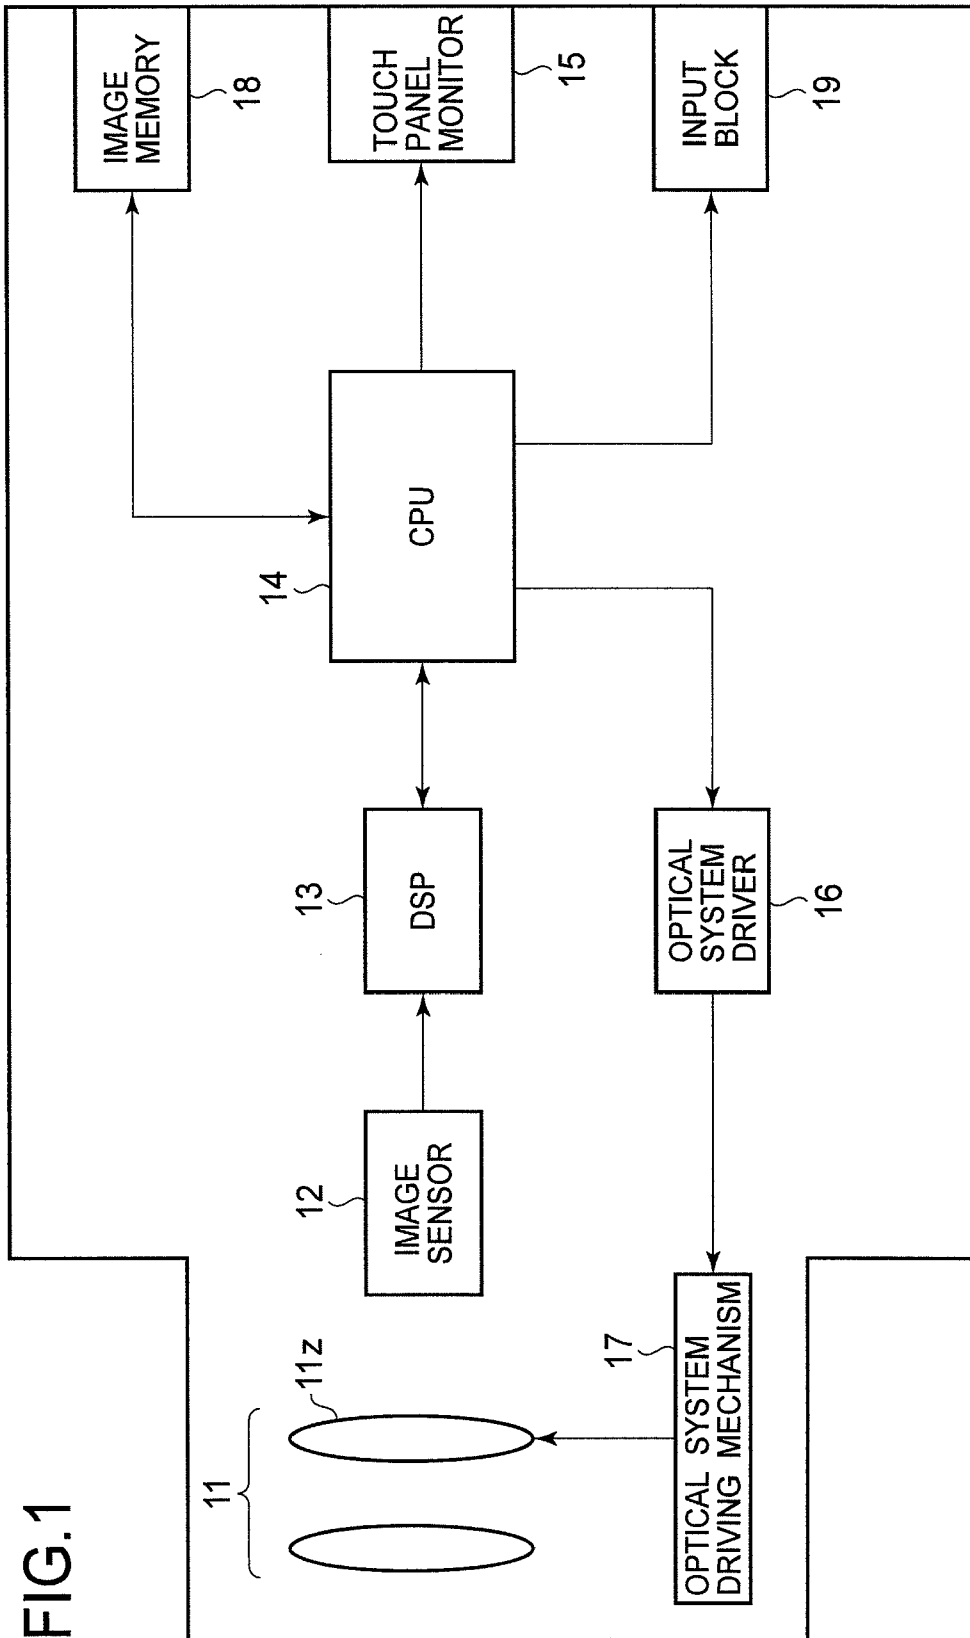 FIG.1
11
11z
12
IMAGE
SENSOR
13
DSP
14
CPU
18
IMAGE
MEMORY
TOUCH
PANEL
MONITOR
15
INPUT
BLOCK
19
OPTICAL
SYSTEM
DRIVER
16
17
OPTICAL SYSTEM
DRIVING MECHANISM